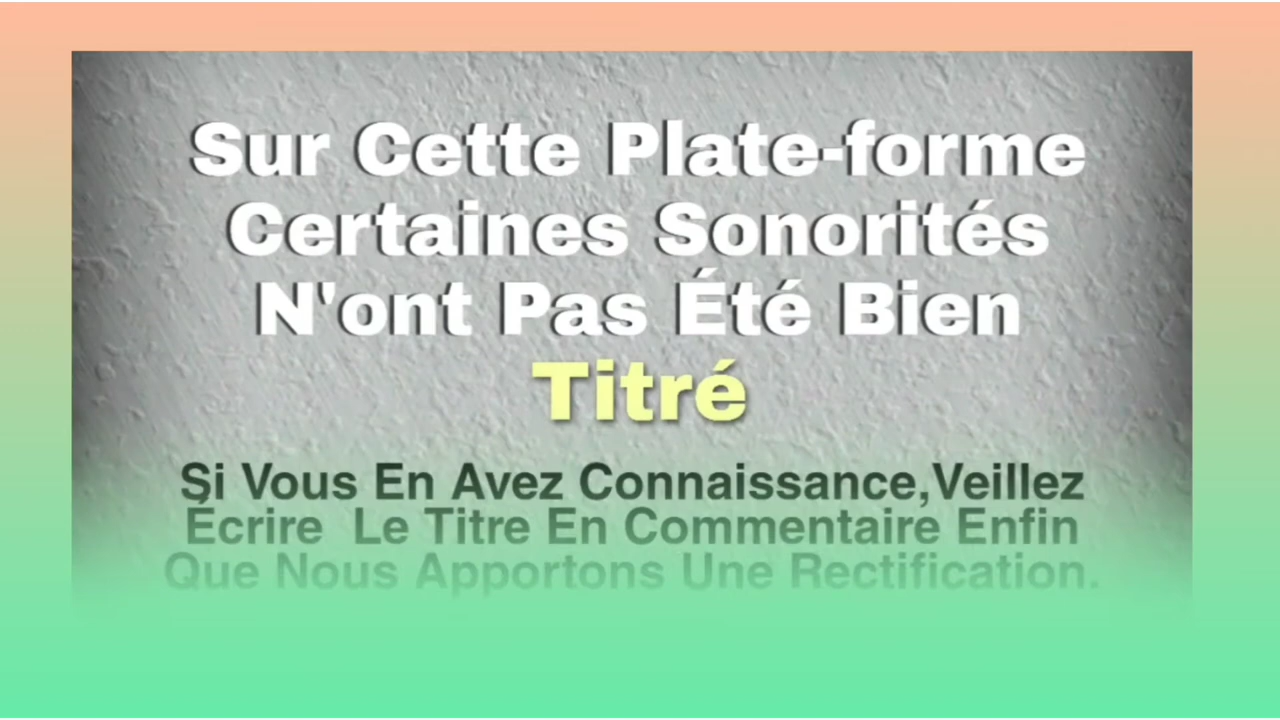 Sur Cette Plate-forme
Certaines Sonorités
N'ont Pas Été Bien
Titré
Si Vous En Avez Connaissance,Veillez
Écrire Le Titre En Commentaire Enfin
Que Nous Apportons Une Rectification.